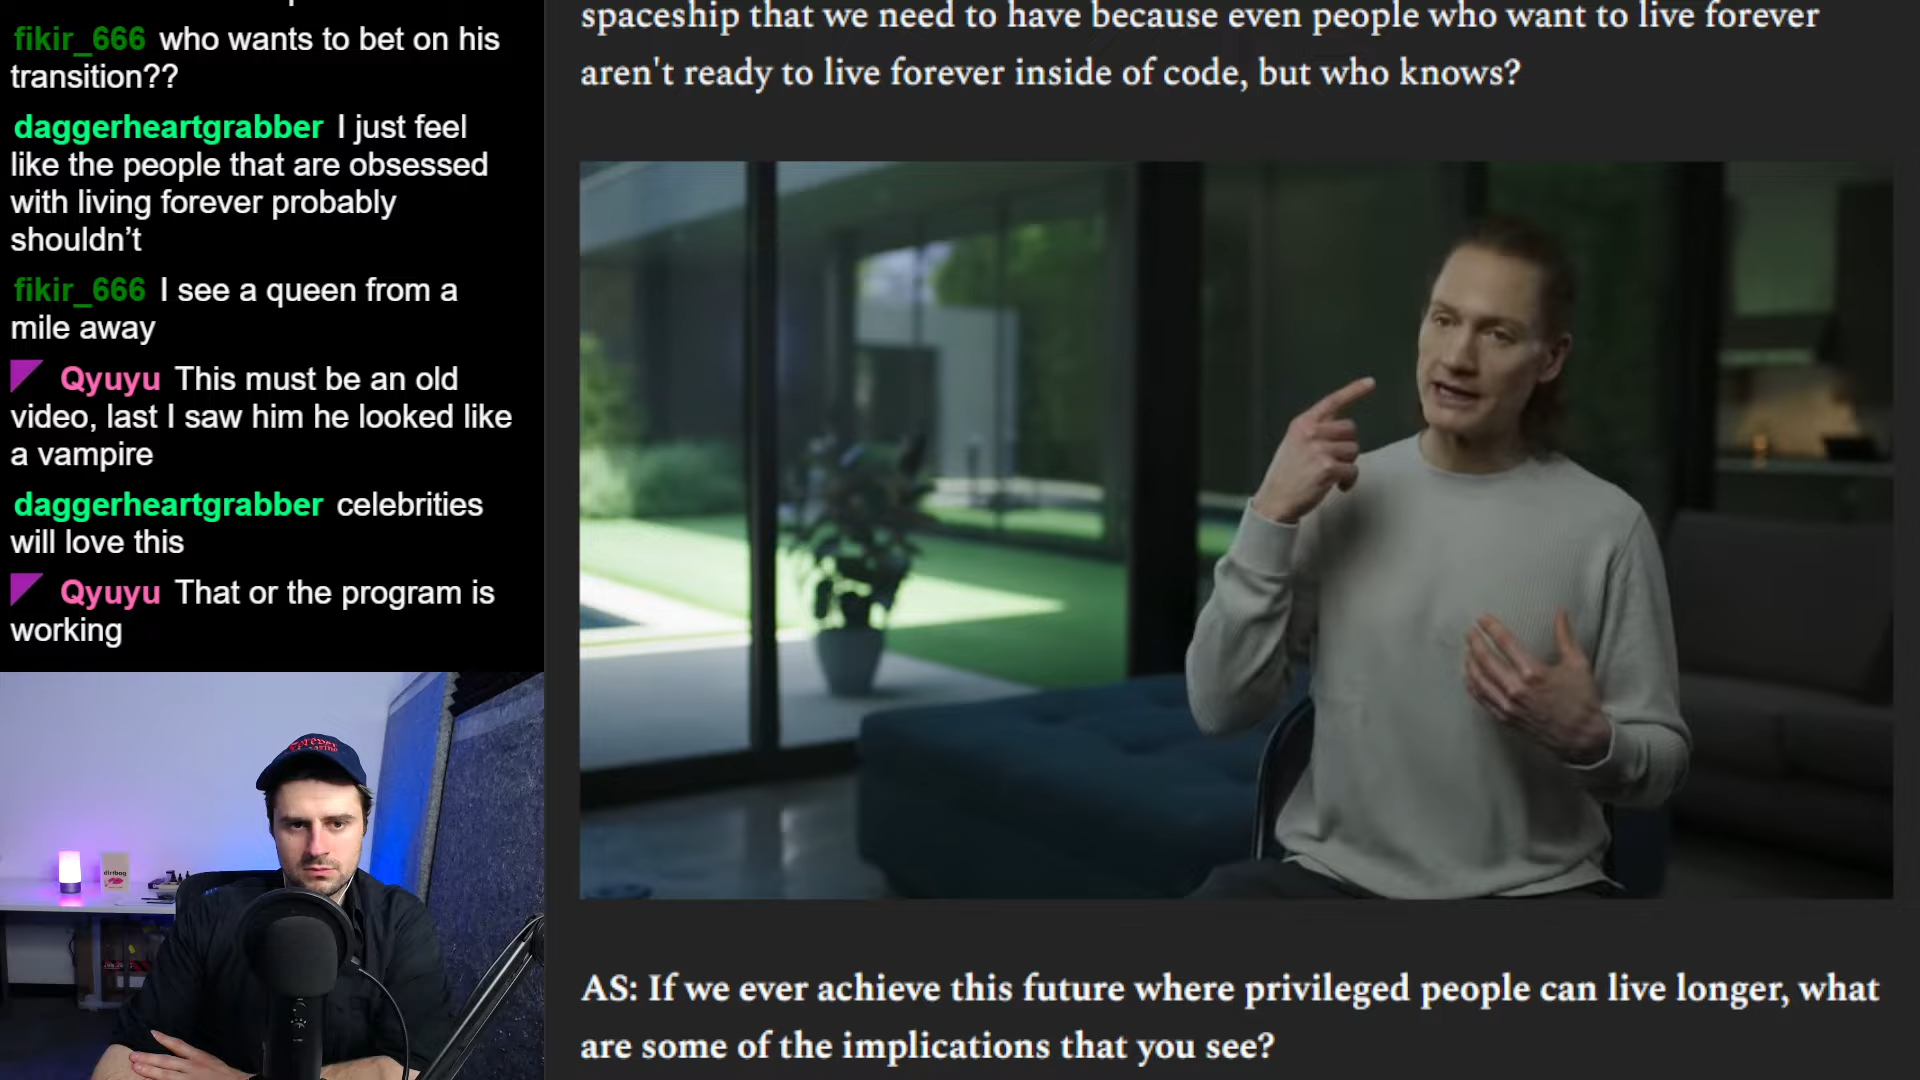 fikir_666 who wants to bet on his
transition??
daggerheartgrabber I just feel
like the people that are obsessed
with living forever probably
shouldn’t
fikir_666 I see a queen from a
mile away
Qyuyu This must be an old
video, last I saw him he looked like
a vampire
daggerheartgrabber celebrities
will love this
Qyuyu That or the program is
working
spaceship that we need to have because even people who want to live forever
aren't ready to live forever inside of code, but who knows?
AS: If we ever achieve this future where privileged people can live longer, what
are some of the implications that you see?